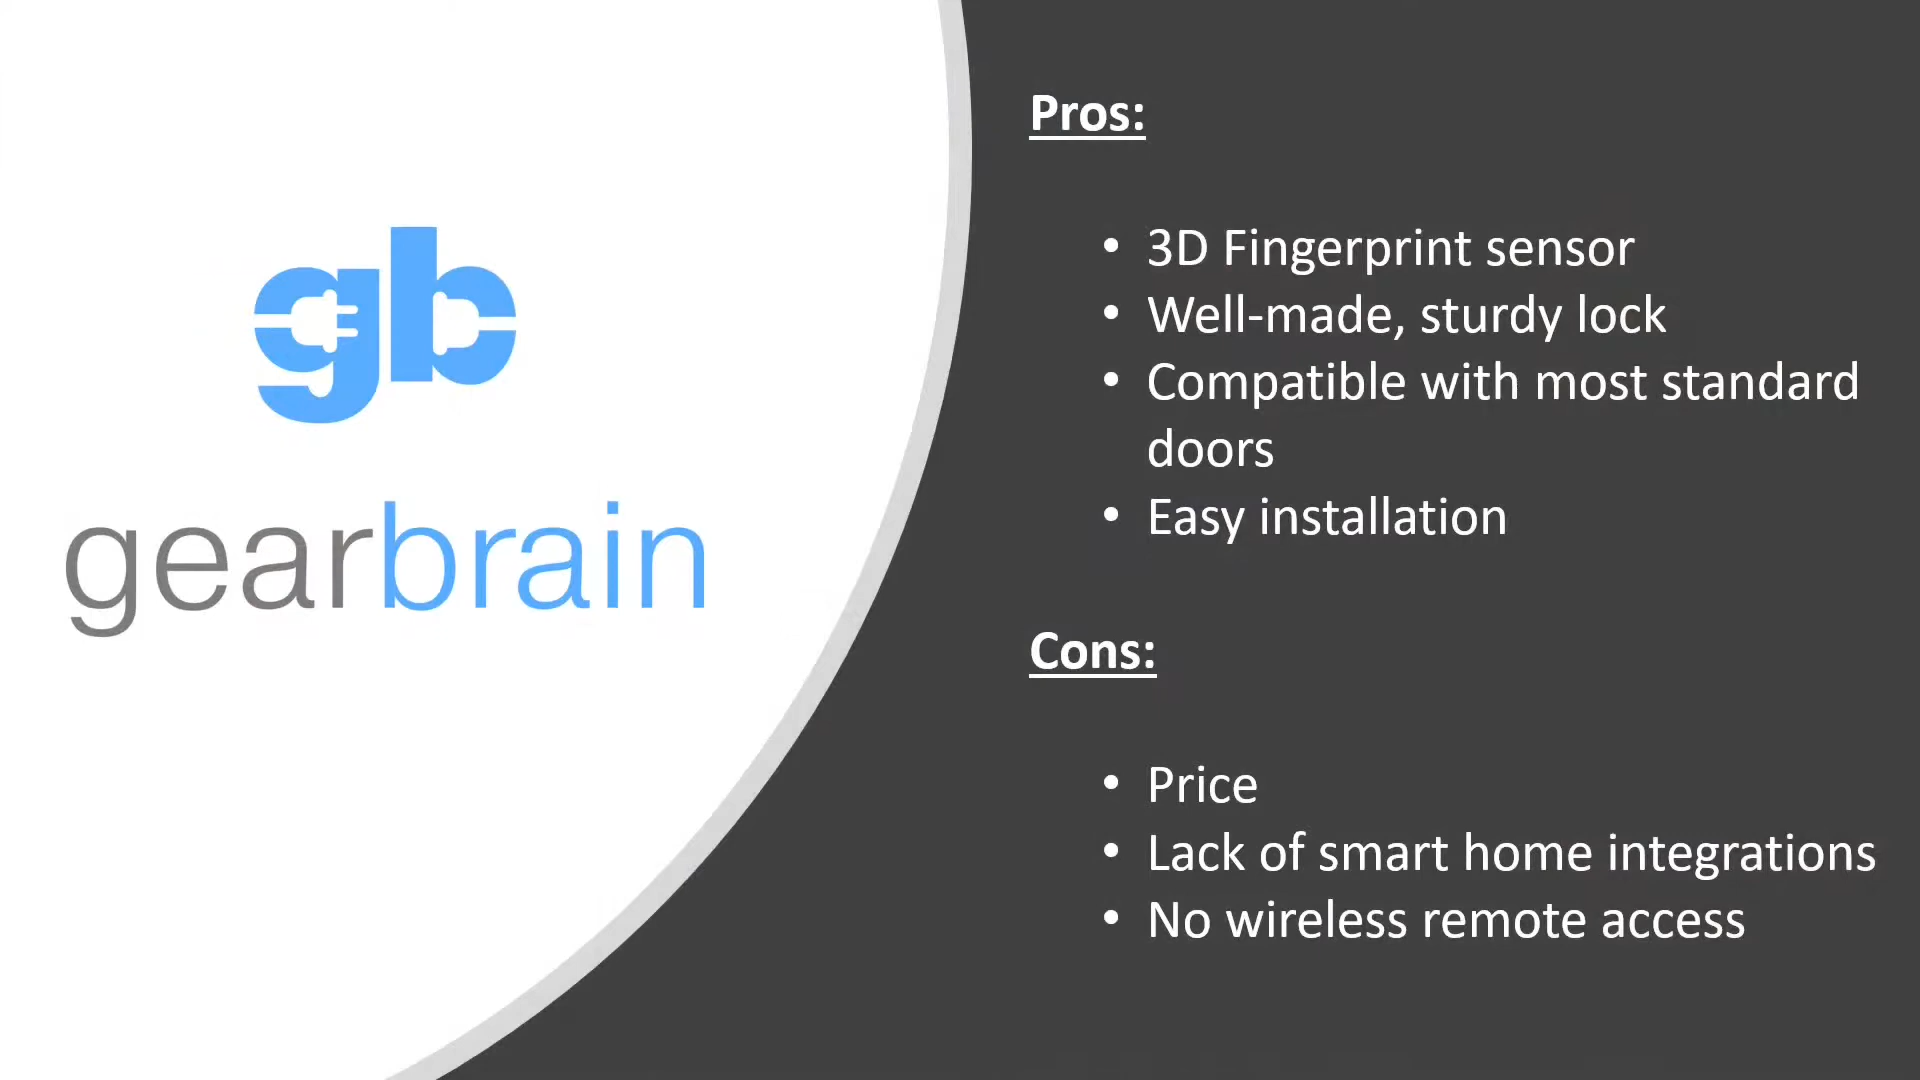 gb
gearbrain
Pros:
• 3D Fingerprint sensor
• Well-made, sturdy lock
• Compatible with most standard
doors
• Easy installation
Cons:
• Price
• Lack of smart home integrations
• No wireless remote access